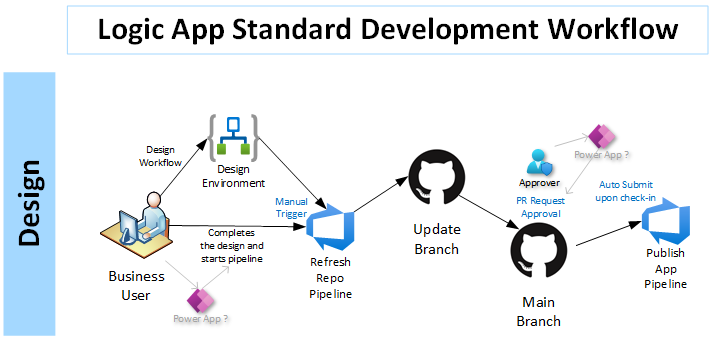 Logic App Standard Development Workflow
Design
Design
Workflow
Design
Environment
Manual
Trigger
Completes
the design and
starts pipeline
Business
User
Power App ?
Refresh
Repo
Pipeline
Update
Branch
Approver
Power App ?
PR Request
Approval
Main
Branch
Auto Submit
upon check-in
Publish
App
Pipeline